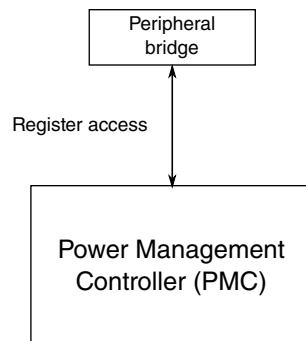 Peripheral
bridge
Register access
Power Management
Controller (PMC)